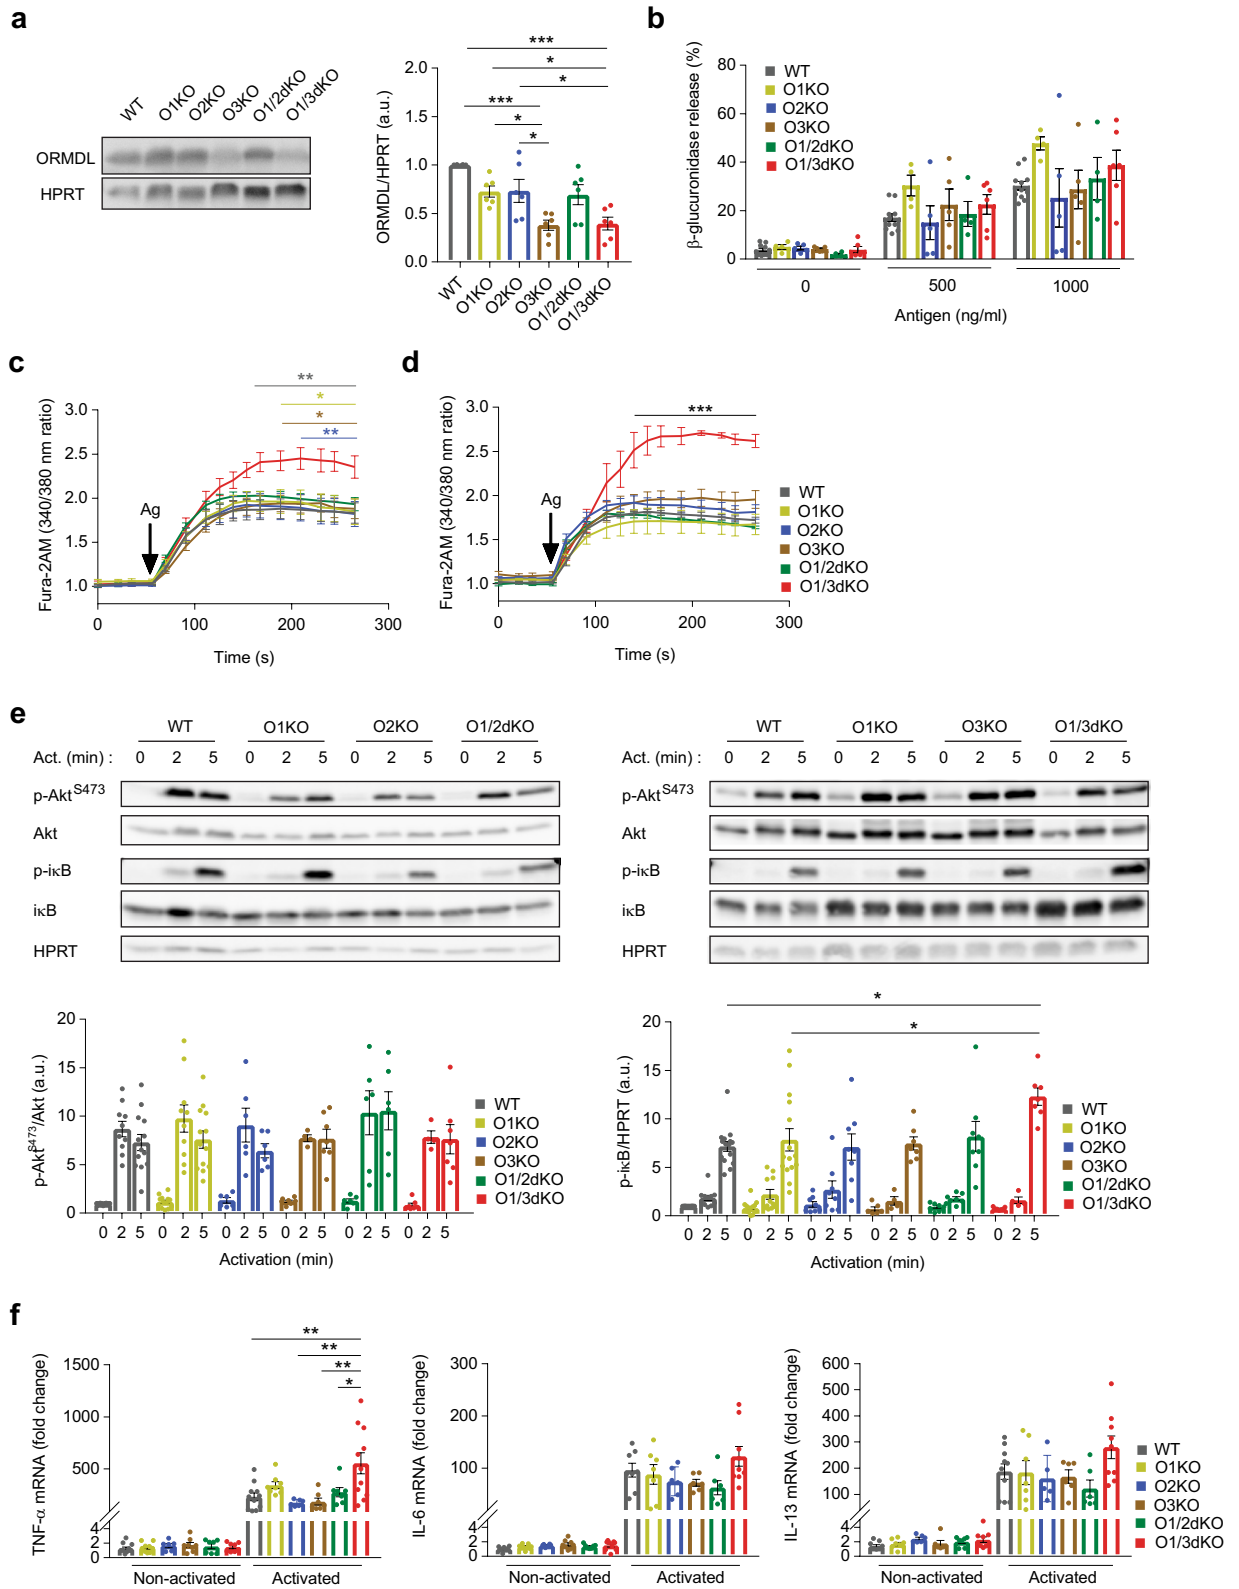 a
WT O1KO O2KO O3KO O1/2dKO O1/3dKO
ORMDL
HPRT
ORMDL/HPRT (a.u.)
2.0
1.0
0.5
0.0
***
*
*
***
*
*
WT O1KO O2KO O3KO O1/2dKO O1/3dKO
b
β-glucuronidase release (%)
80
60
40
20
0
WT
O1KO
O2KO
O3KO
O1/2dKO
O1/3dKO
0 500 1000
Antigen (ng/ml)
c
Fura-2AM (340/380 nm ratio)
3.0
2.5
2.0
1.5
1.0
**
*
*
**
Ag
0 100 200 300
Time (s)
d
Fura-2AM (340/380 nm ratio)
3.0
2.5
2.0
1.5
1.0
***
Ag
0 100 200 300
Time (s)
WT
O1KO
O2KO
O3KO
O1/2dKO
O1/3dKO
e
WT O1KO O2KO O1/2dKO
Act. (min) : 0 2 5 0 2 5 0 2 5 0 2 5
p-Akt S473
Akt
p-iκB
iκB
HPRT
WT O1KO O3KO O1/3dKO
Act. (min) : 0 2 5 0 2 5 0 2 5 0 2 5
p-Akt S473
Akt
p-iκB
iκB
HPRT
p-Akt S473/Akt (a.u.)
20
15
10
5
0
0 2 5 0 2 5 0 2 5 0 2 5 0 2 5 0 2 5
Activation (min)
WT
O1KO
O2KO
O3KO
O1/2dKO
O1/3dKO
p-iκB/HPRT (a.u.)
20
15
10
5
0
*
*
0 2 5 0 2 5 0 2 5 0 2 5 0 2 5 0 2 5
Activation (min)
WT
O1KO
O2KO
O3KO
O1/2dKO
O1/3dKO
f
TNF-α mRNA (fold change)
1500
1000
500
4
2
0
**
**
**
*
Non-activated Activated
IL-6 mRNA (fold change)
300
200
100
4
2
0
Non-activated Activated
IL-13 mRNA (fold change)
600
500
400
300
200
100
4
2
0
Non-activated Activated
WT
O1KO
O2KO
O3KO
O1/2dKO
O1/3dKO